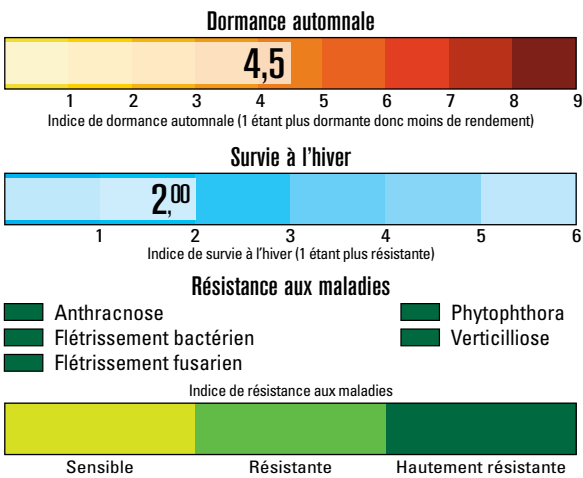 Dormance automnale
4,5
1 2 3 4 5 6 7 8 9
Indice de dormance automnale (1 étant plus dormante donc moins de rendement)
Survie à l'hiver
2,00
1 2 3 4 5 6
Indice de survie à l'hiver (1 étant plus résistante)
Résistance aux maladies
Anthracnose Phytophthora
Flétrissement bactérien Verticilliose
Flétrissement fusarien
Indice de résistance aux maladies
Sensible Résistante Hautement résistante